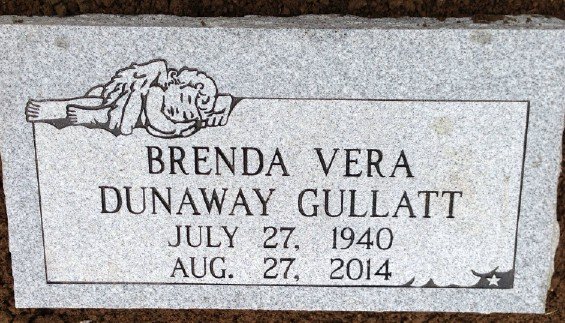 BRENDA VERA
DUNAWAY GULLATT
JULY 27, 1940
AUG. 27, 2014